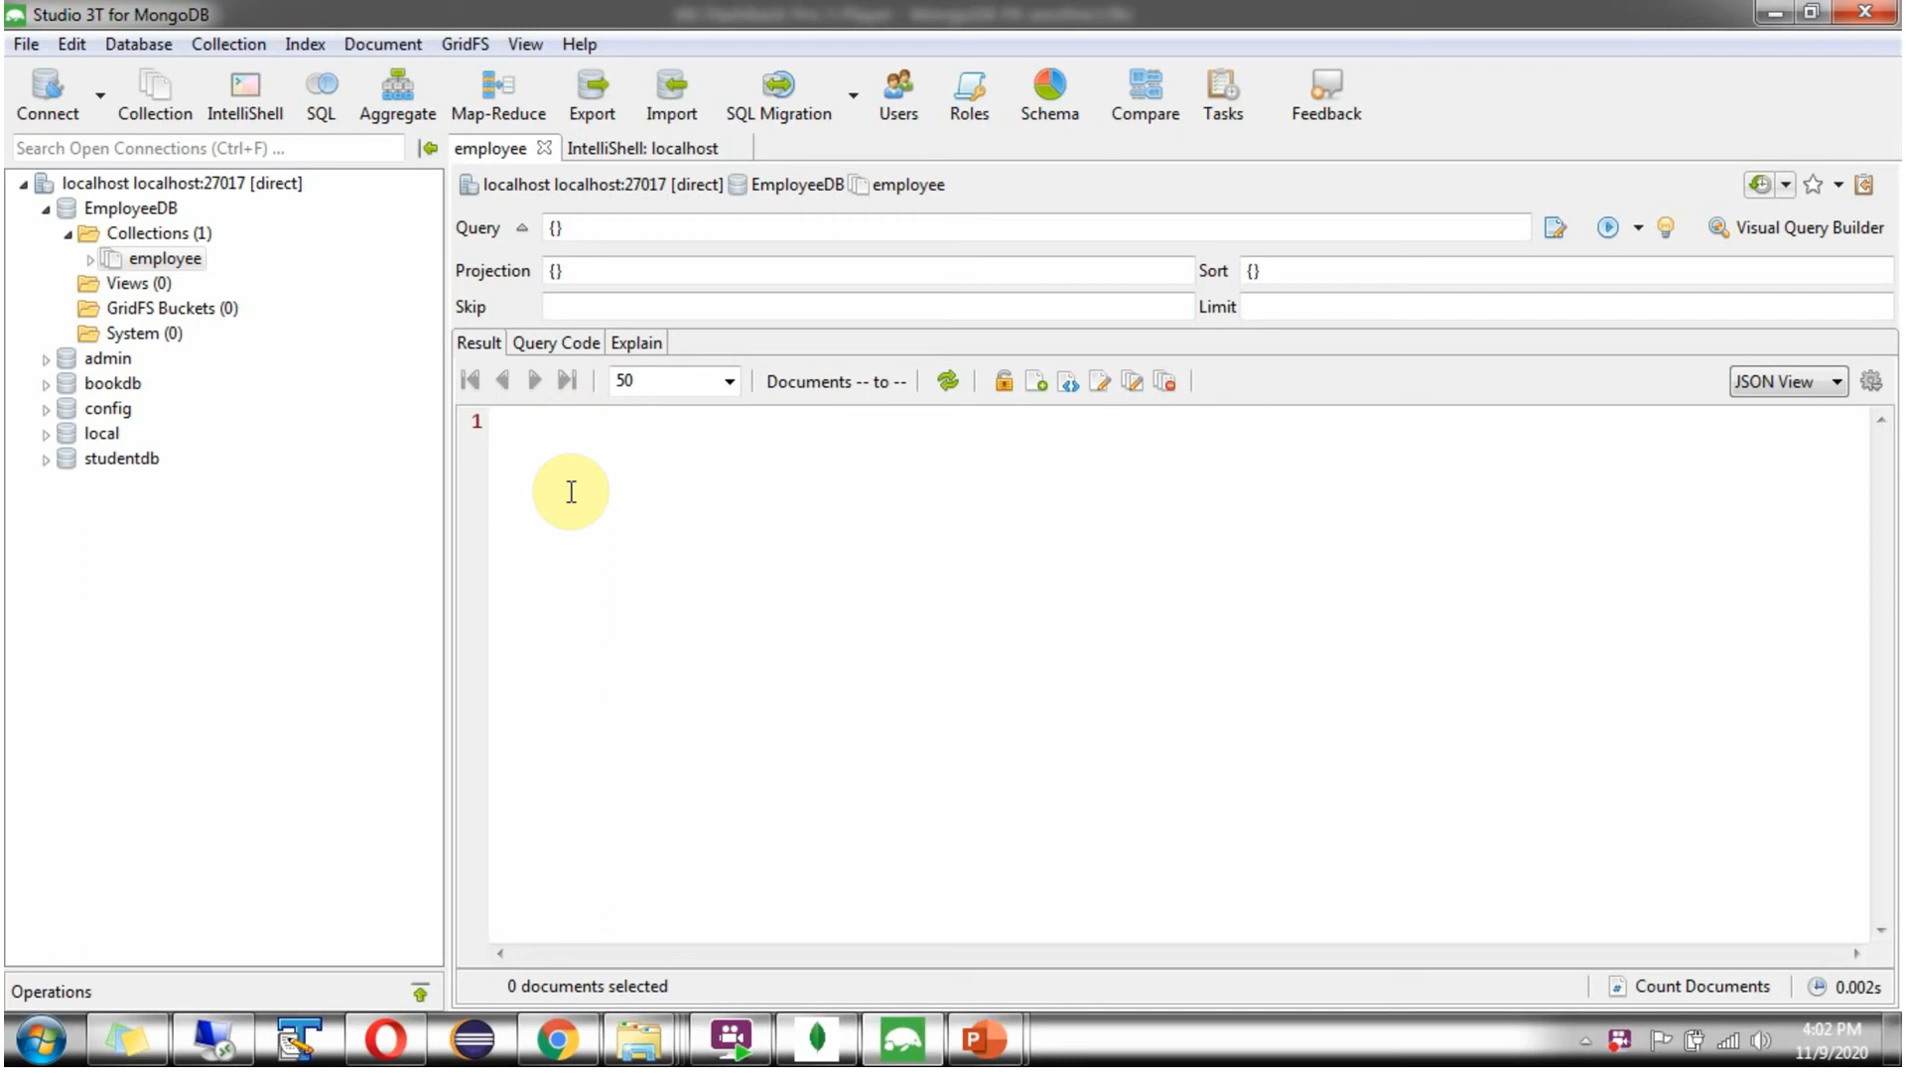 Studio 3T for MongoDB
File Edit Database Collection Index Document GridFS View Help
Connect Collection IntelliShell SQL Aggregate Map-Reduce Export Import SQL Migration Users Roles Schema Compare Tasks Feedback
Search Open Connections (Ctrl+F) ...
employee IntelliShell: localhost
localhost localhost:27017 [direct]
EmployeeDB
Collections (1)
employee
Views (0)
GridFS Buckets (0)
System (0)
admin
bookdb
config
local
studentdb
Operations
localhost localhost:27017 [direct] EmployeeDB employee
Query {} Visual Query Builder
Projection {} Sort {}
Skip Limit
Result Query Code Explain
50 Documents -- to -- JSON View
1
0 documents selected Count Documents 0.002s
4:02 PM
11/9/2020